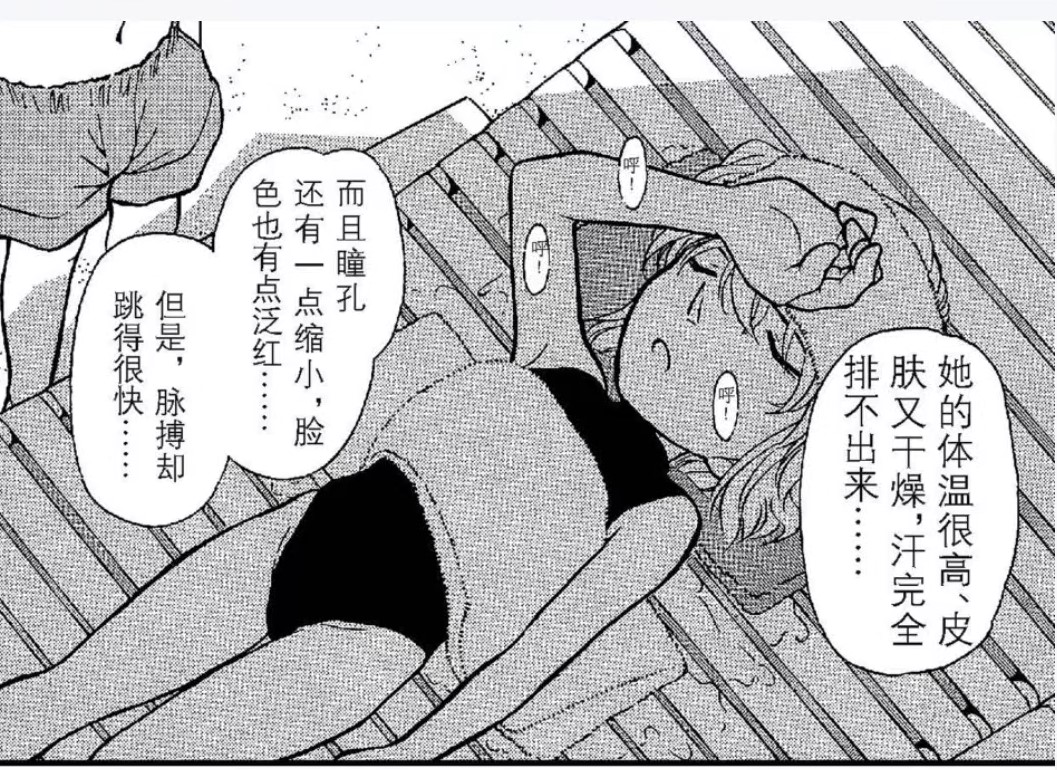 她的体温很高、皮
肤又干燥，汗完全
排不出来……
呼！
呼！
呼！
而且瞳孔
还有一点缩小，脸
色也有点泛红……
但是，脉搏却
跳得很快……